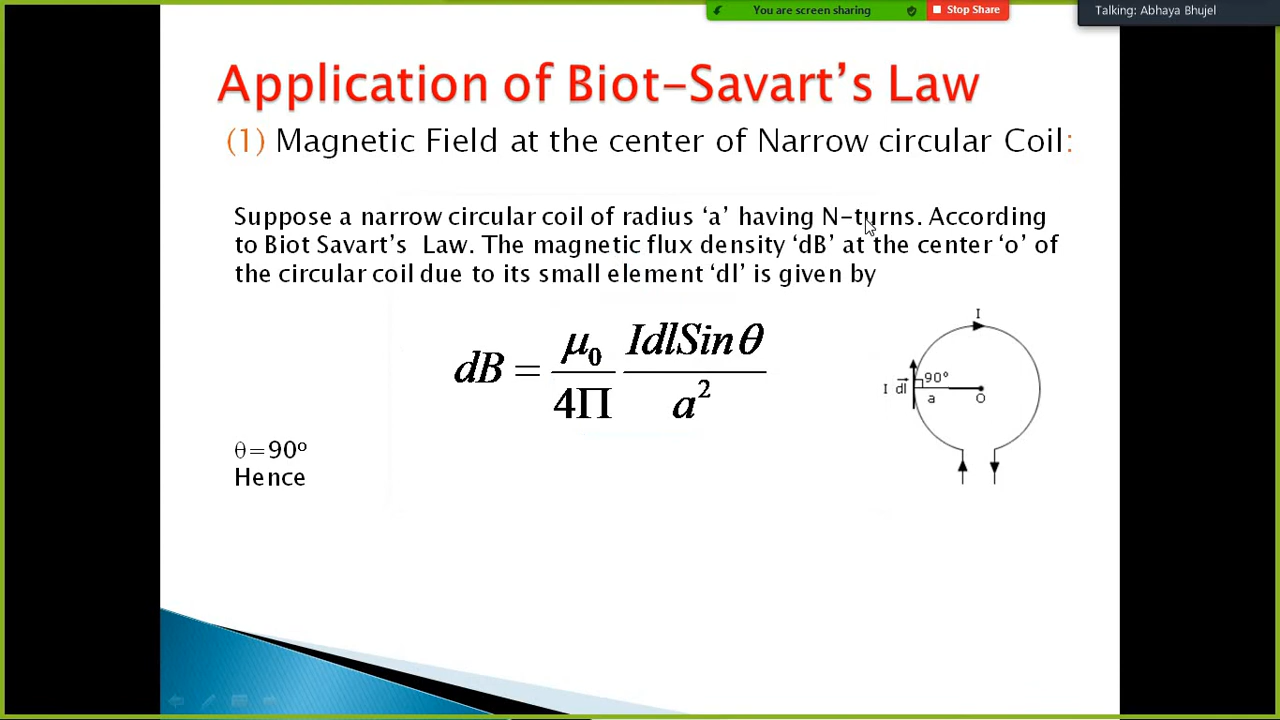 You are screen sharing
Stop Share
Talking: Abhaya Bhujel
Application of Biot-Savart's Law
(1) Magnetic Field at the center of Narrow circular Coil:
Suppose a narrow circular coil of radius 'a' having N-turns. According
to Biot Savart's Law. The magnetic flux density 'dB' at the center 'o' of
the circular coil due to its small element 'dl' is given by
dB = μ₀/4Π IdlSinθ/a²
I
90°
I dl⃗
a
O
θ=90º
Hence